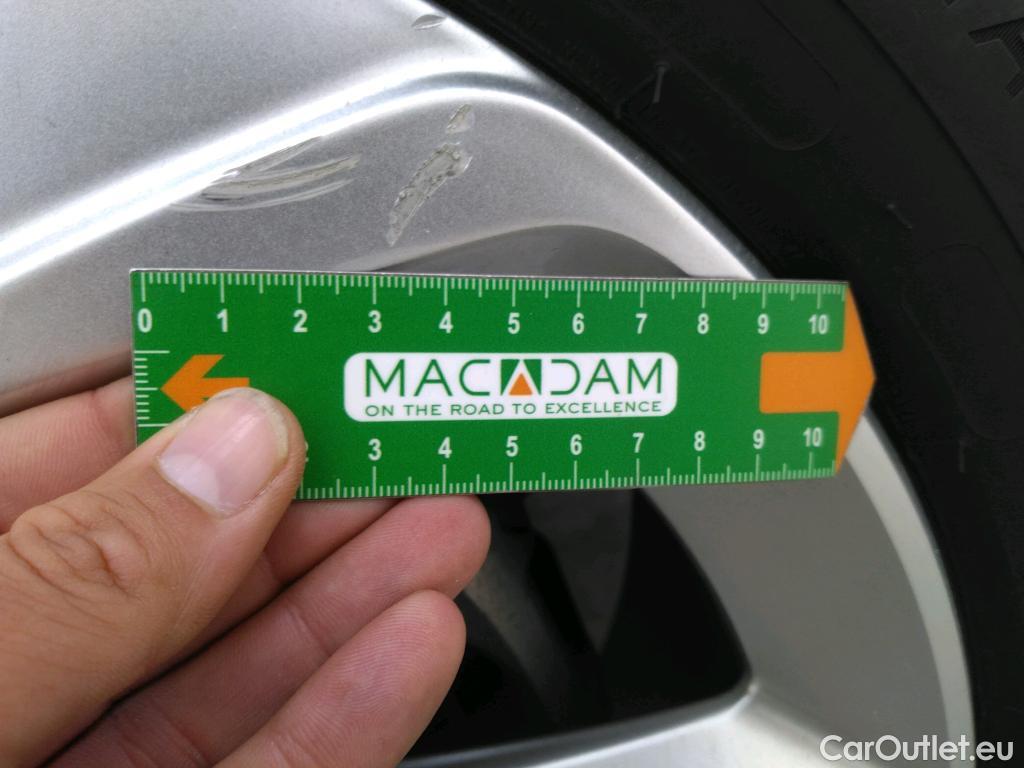 0 1 2 3 4 5 6 7 8 9 10
MACADAM
ON THE ROAD TO EXCELLENCE
3 4 5 6 7 8 9 10
CarOutlet.eu